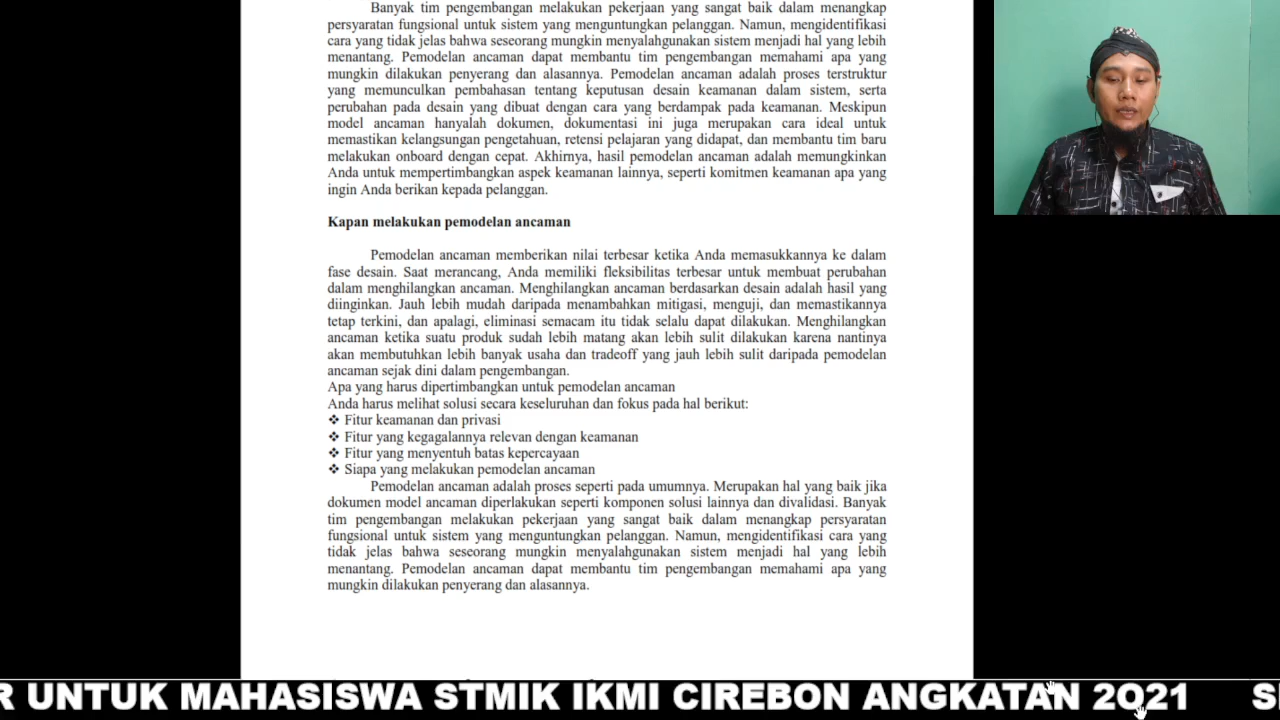 Banyak tim pengembangan melakukan pekerjaan yang sangat baik dalam menangkap
persyaratan fungsional untuk sistem yang menguntungkan pelanggan. Namun, mengidentifikasi
cara yang tidak jelas bahwa seseorang mungkin menyalahgunakan sistem menjadi hal yang lebih
menantang. Pemodelan ancaman dapat membantu tim pengembangan memahami apa yang
mungkin dilakukan penyerang dan alasannya. Pemodelan ancaman adalah proses terstruktur
yang memunculkan pembahasan tentang keputusan desain keamanan dalam sistem, serta
perubahan pada desain yang dibuat dengan cara yang berdampak pada keamanan. Meskipun
model ancaman hanyalah dokumen, dokumentasi ini juga merupakan cara ideal untuk
memastikan kelangsungan pengetahuan, retensi pelajaran yang didapat, dan membantu tim baru
melakukan onboard dengan cepat. Akhirnya, hasil pemodelan ancaman adalah memungkinkan
Anda untuk mempertimbangkan aspek keamanan lainnya, seperti komitmen keamanan apa yang
ingin Anda berikan kepada pelanggan.
Kapan melakukan pemodelan ancaman
Pemodelan ancaman memberikan nilai terbesar ketika Anda memasukkannya ke dalam
fase desain. Saat merancang, Anda memiliki fleksibilitas terbesar untuk membuat perubahan
dalam menghilangkan ancaman. Menghilangkan ancaman berdasarkan desain adalah hasil yang
diinginkan. Jauh lebih mudah daripada menambahkan mitigasi, menguji, dan memastikannya
tetap terkini, dan apalagi, eliminasi semacam itu tidak selalu dapat dilakukan. Menghilangkan
ancaman ketika suatu produk sudah lebih matang akan lebih sulit dilakukan karena nantinya
akan membutuhkan lebih banyak usaha dan tradeoff yang jauh lebih sulit daripada pemodelan
ancaman sejak dini dalam pengembangan.
Apa yang harus dipertimbangkan untuk pemodelan ancaman
Anda harus melihat solusi secara keseluruhan dan fokus pada hal berikut:
❖ Fitur keamanan dan privasi
❖ Fitur yang kegagalannya relevan dengan keamanan
❖ Fitur yang menyentuh batas kepercayaan
❖ Siapa yang melakukan pemodelan ancaman
Pemodelan ancaman adalah proses seperti pada umumnya. Merupakan hal yang baik jika
dokumen model ancaman diperlakukan seperti komponen solusi lainnya dan divalidasi. Banyak
tim pengembangan melakukan pekerjaan yang sangat baik dalam menangkap persyaratan
fungsional untuk sistem yang menguntungkan pelanggan. Namun, mengidentifikasi cara yang
tidak jelas bahwa seseorang mungkin menyalahgunakan sistem menjadi hal yang lebih
menantang. Pemodelan ancaman dapat membantu tim pengembangan memahami apa yang
mungkin dilakukan penyerang dan alasannya.
R UNTUK MAHASISWA STMIK IKMI CIREBON ANGKATAN 2021 S